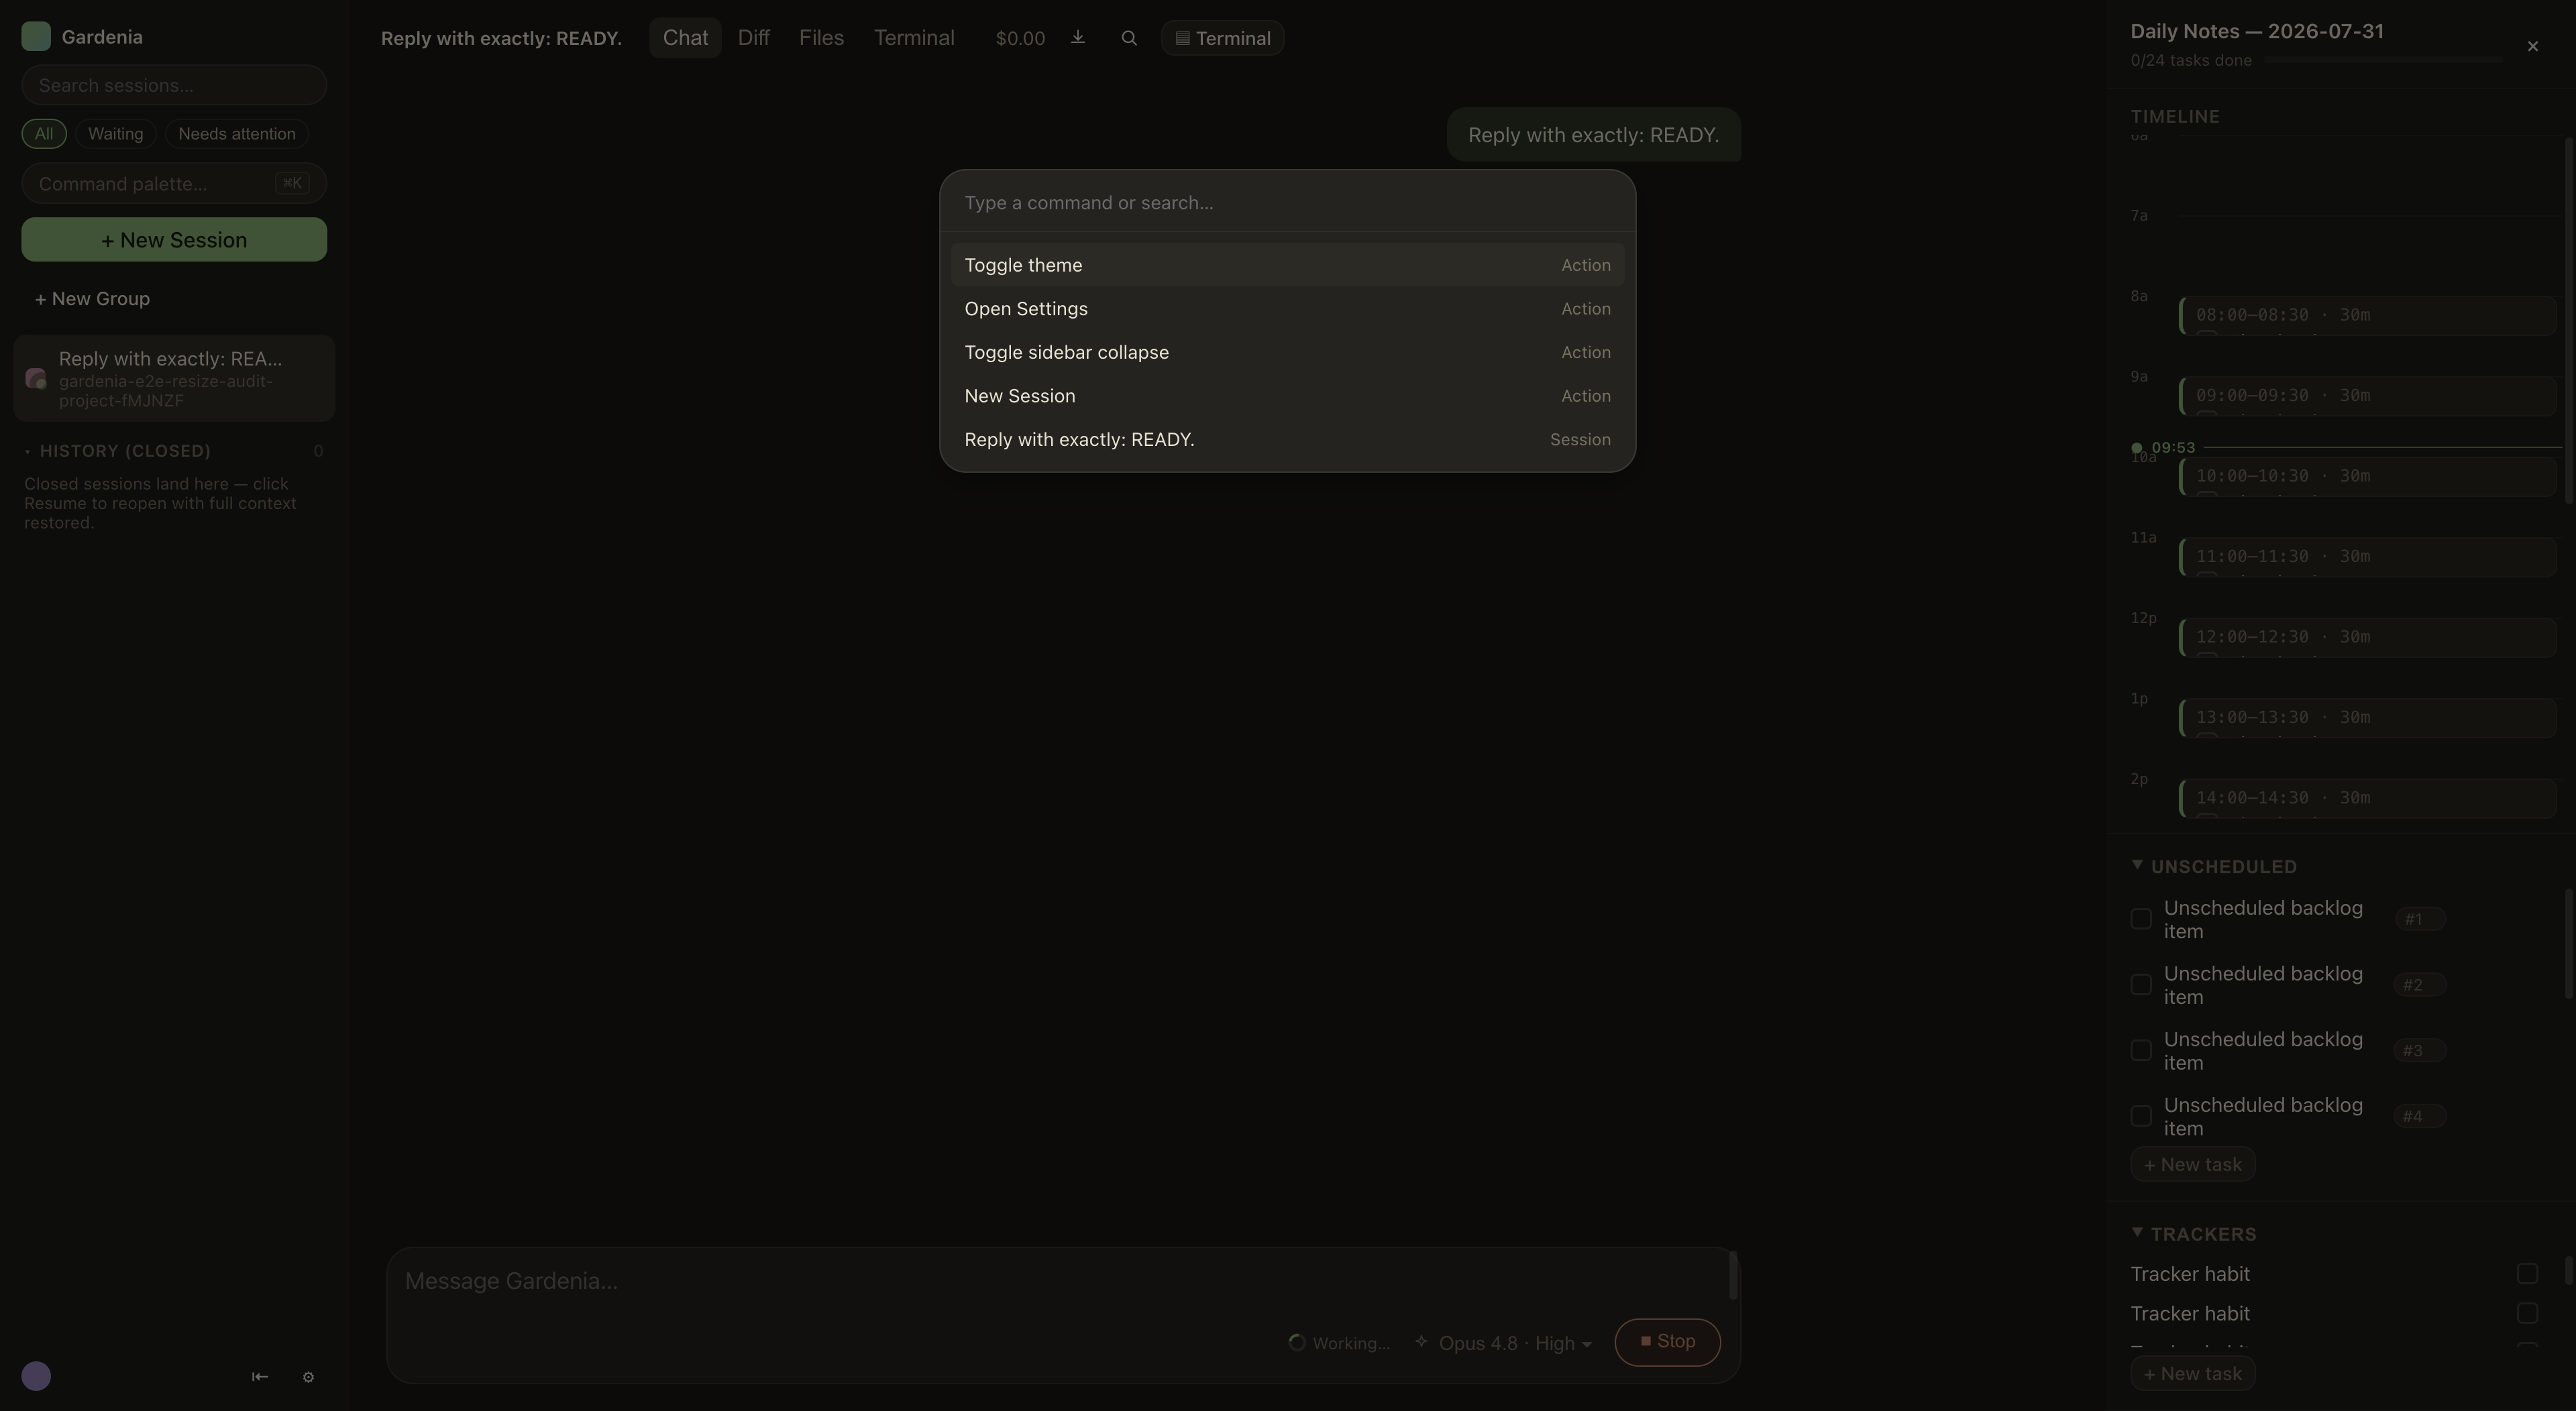 Gardenia
Search sessions...
All
Waiting
Needs attention
Command palette...
⌘K
+ New Session
+ New Group
Reply with exactly: REA...
gardenia-e2e-resize-audit-
project-fMJNZF
HISTORY (CLOSED)
0
Closed sessions land here — click
Resume to reopen with full context
restored.
Reply with exactly: READY.
Chat
Diff
Files
Terminal
$0.00
Terminal
Reply with exactly: READY.
Type a command or search...
Toggle theme
Action
Open Settings
Action
Toggle sidebar collapse
Action
New Session
Action
Reply with exactly: READY.
Session
Message Gardenia...
Working...
Opus 4.8 · High
Stop
Daily Notes — 2026-07-31
0/24 tasks done
TIMELINE
7a
8a
08:00–08:30 · 30m
9a
09:00–09:30 · 30m
09:53
10a
10:00–10:30 · 30m
11a
11:00–11:30 · 30m
12p
12:00–12:30 · 30m
1p
13:00–13:30 · 30m
2p
14:00–14:30 · 30m
UNSCHEDULED
Unscheduled backlog
item
#1
Unscheduled backlog
item
#2
Unscheduled backlog
item
#3
Unscheduled backlog
item
#4
+ New task
TRACKERS
Tracker habit
Tracker habit
+ New task